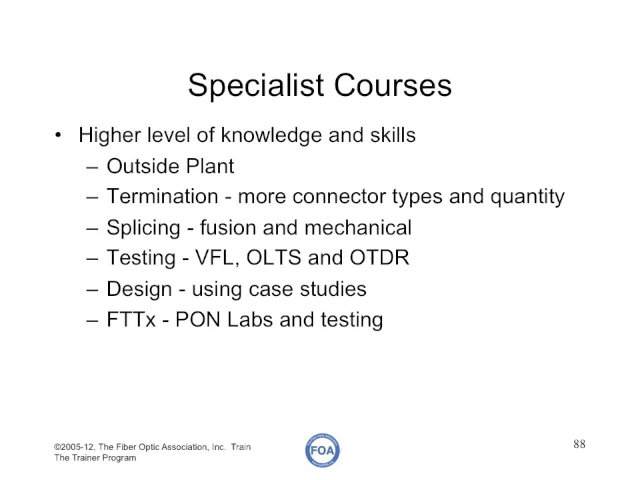 Specialist Courses
• Higher level of knowledge and skills
– Outside Plant
– Termination - more connector types and quantity
– Splicing - fusion and mechanical
– Testing - VFL, OLTS and OTDR
– Design - using case studies
– FTTx - PON Labs and testing
©2005-12, The Fiber Optic Association, Inc. Train
The Trainer Program
FOA
88